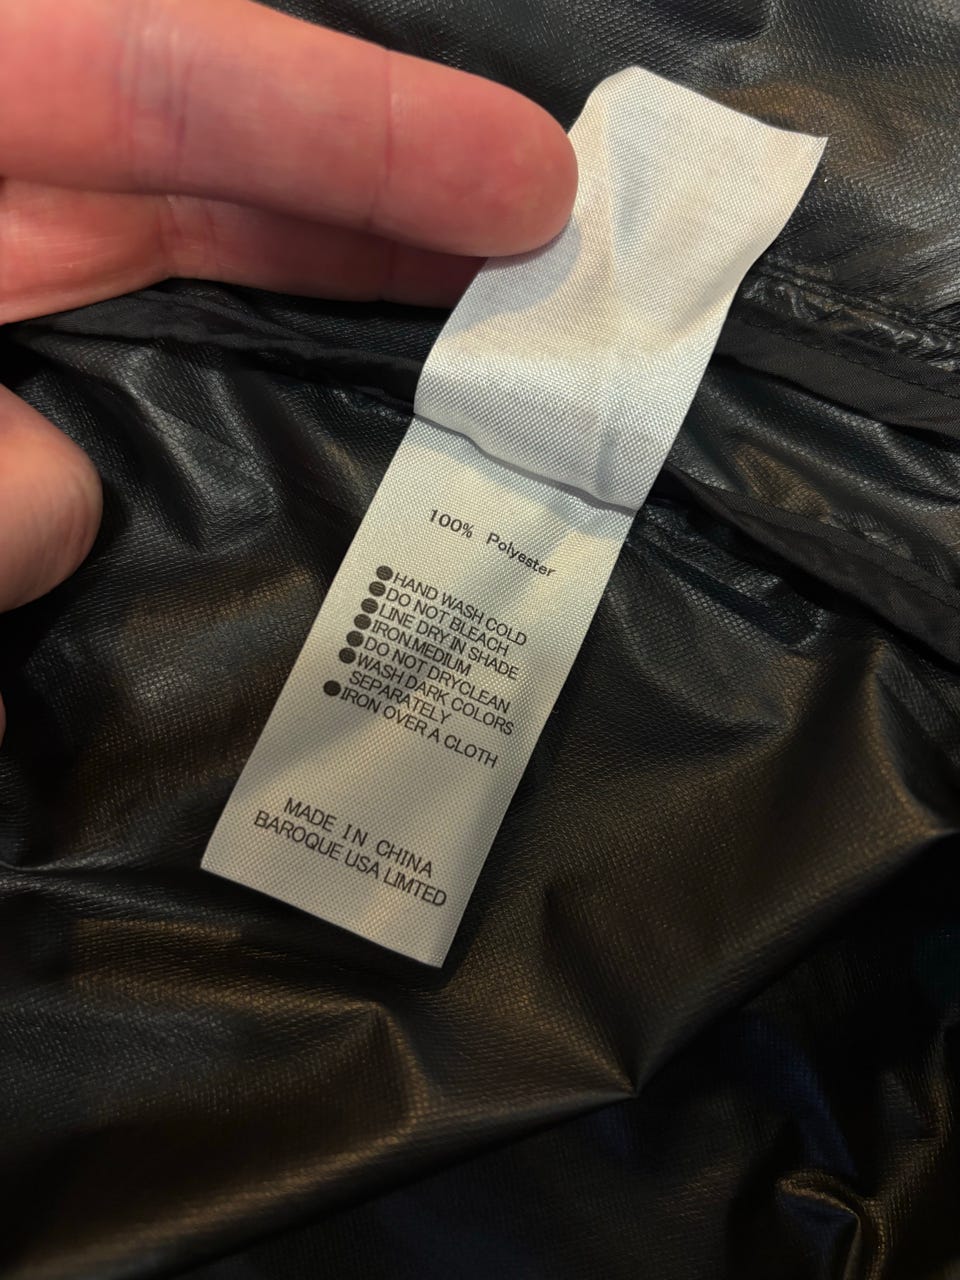 100% Polyester
●HAND WASH COLD
●DO NOT BLEACH
●LINE DRY IN SHADE
●IRON.MEDIUM
●DO NOT DRYCLEAN
●WASH DARK COLORS
SEPARATELY
●IRON OVER A CLOTH
MADE IN CHINA
BAROQUE USA LIMTED